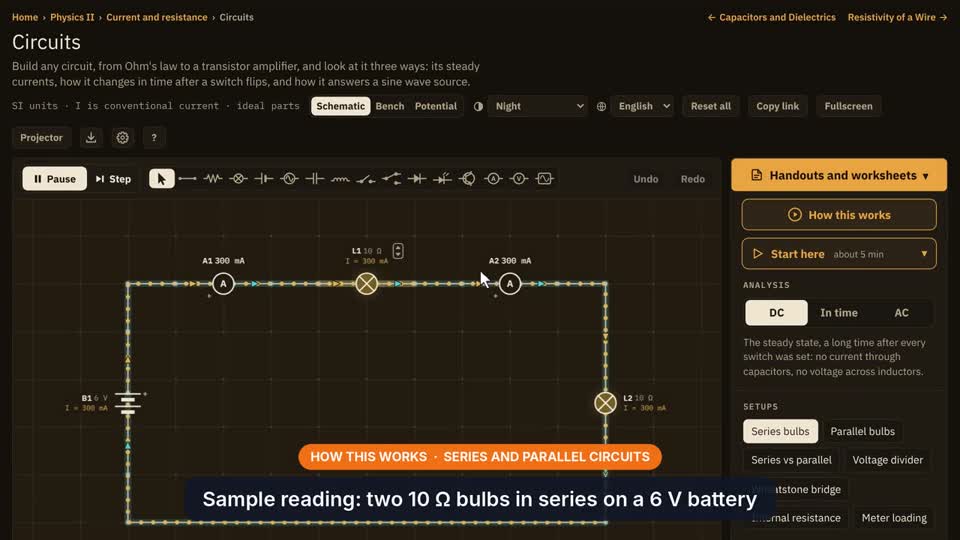 Home › Physics II › Current and resistance › Circuits
← Capacitors and Dielectrics Resistivity of a Wire →
Circuits
Build any circuit, from Ohm's law to a transistor amplifier, and look at it three ways: its steady
currents, how it changes in time after a switch flips, and how it answers a sine wave source.
SI units · I is conventional current · ideal parts
Schematic Bench Potential
Night
English
Reset all
Copy link
Fullscreen
Projector
?
Pause
Step
Undo
Redo
Handouts and worksheets ▾
How this works
Start here about 5 min ▾
ANALYSIS
DC In time AC
The steady state, a long time after every
switch was set: no current through
capacitors, no voltage across inductors.
SETUPS
Series bulbs Parallel bulbs
Series vs parallel Voltage divider
Wheatstone bridge
Internal resistance Meter loading
A1 300 mA
A
+
L1 10 Ω
I = 300 mA
A2 300 mA
A
+
B1 6 V
I = 300 mA
+
L2 10 Ω
I = 300 mA
HOW THIS WORKS · SERIES AND PARALLEL CIRCUITS
Sample reading: two 10 Ω bulbs in series on a 6 V battery